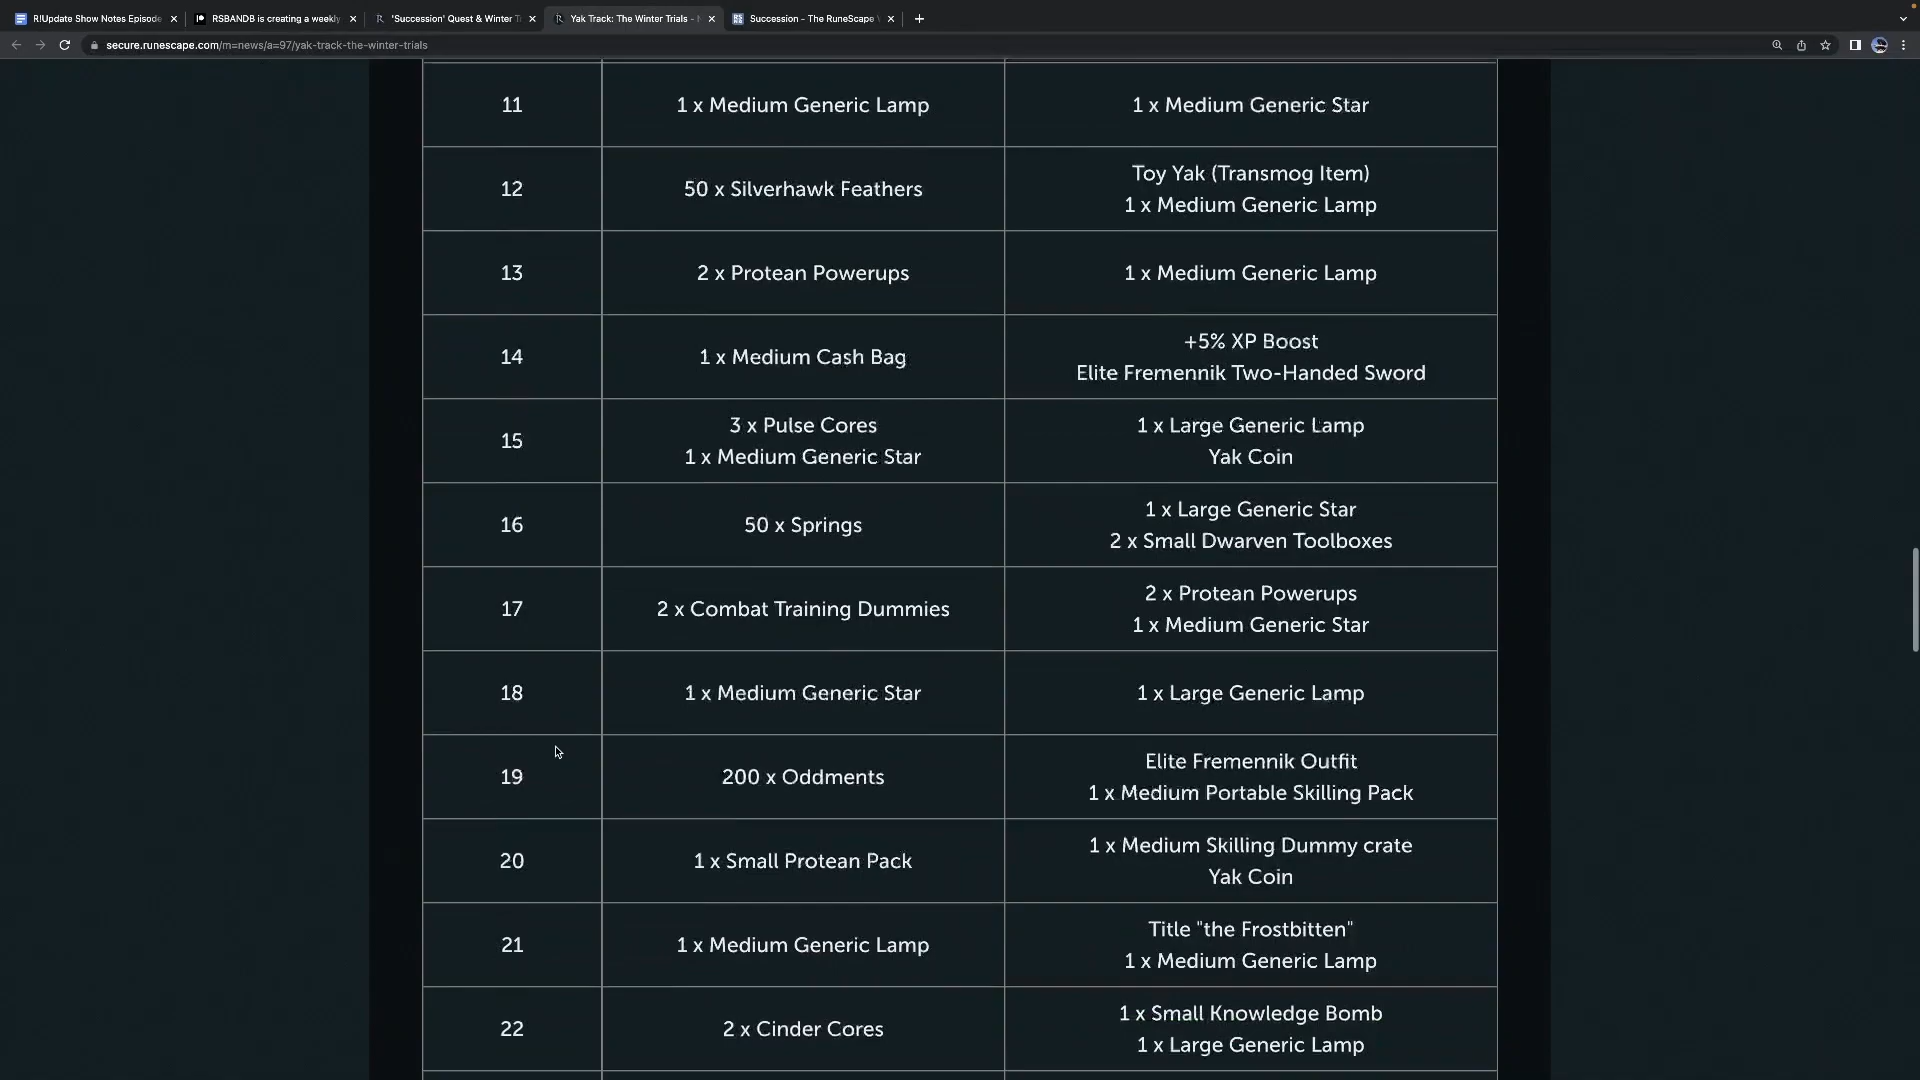 R!Update Show Notes Episode
RSBANDB is creating a weekly
'Succession' Quest & Winter T
Yak Track: The Winter Trials -
Succession - The RuneScape
secure.runescape.com/m=news/a=97/yak-track-the-winter-trials
11
1 x Medium Generic Lamp
1 x Medium Generic Star
12
50 x Silverhawk Feathers
Toy Yak (Transmog Item)
1 x Medium Generic Lamp
13
2 x Protean Powerups
1 x Medium Generic Lamp
14
1 x Medium Cash Bag
+5% XP Boost
Elite Fremennik Two-Handed Sword
15
3 x Pulse Cores
1 x Medium Generic Star
1 x Large Generic Lamp
Yak Coin
16
50 x Springs
1 x Large Generic Star
2 x Small Dwarven Toolboxes
17
2 x Combat Training Dummies
2 x Protean Powerups
1 x Medium Generic Star
18
1 x Medium Generic Star
1 x Large Generic Lamp
19
200 x Oddments
Elite Fremennik Outfit
1 x Medium Portable Skilling Pack
20
1 x Small Protean Pack
1 x Medium Skilling Dummy crate
Yak Coin
21
1 x Medium Generic Lamp
Title "the Frostbitten"
1 x Medium Generic Lamp
22
2 x Cinder Cores
1 x Small Knowledge Bomb
1 x Large Generic Lamp